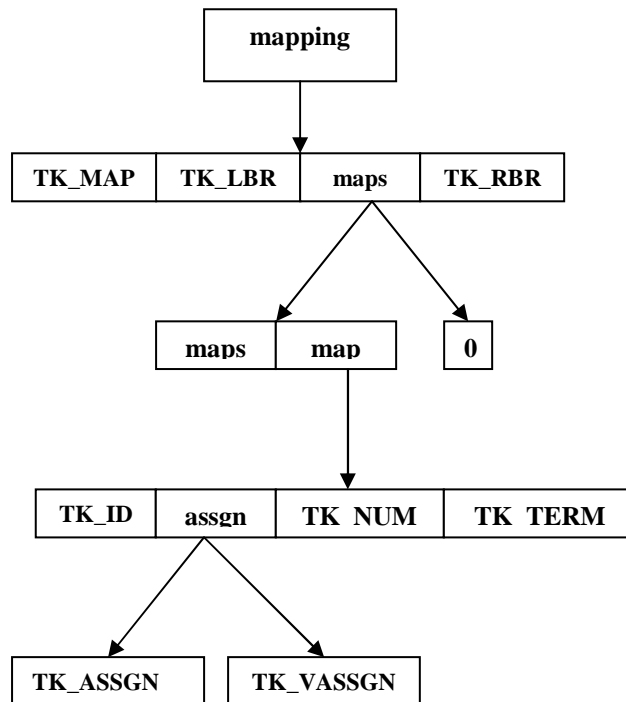 mapping
TK_MAP TK_LBR maps TK_RBR
maps map 0
TK_ID assgn TK_NUM TK_TERM
TK_ASSGN TK_VASSGN